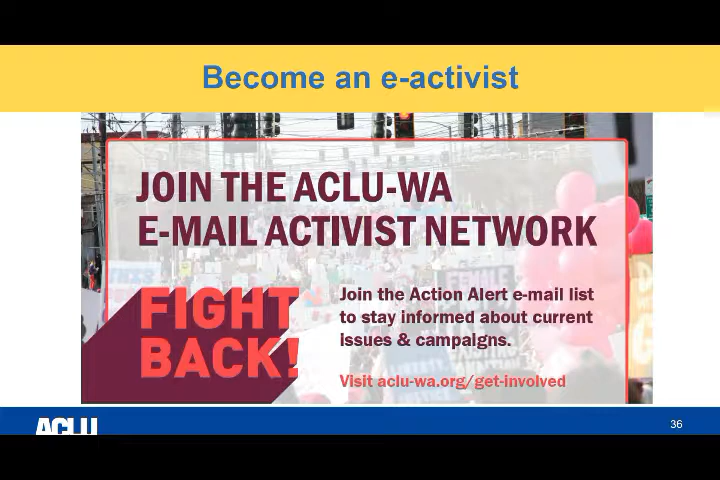 Become an e-activist
JOIN THE ACLU-WA
E-MAIL ACTIVIST NETWORK
FIGHT
BACK!
Join the Action Alert e-mail list
to stay informed about current
issues & campaigns.
Visit aclu-wa.org/get-involved
ACLU
36